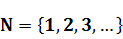 N = {1, 2, 3, ...}